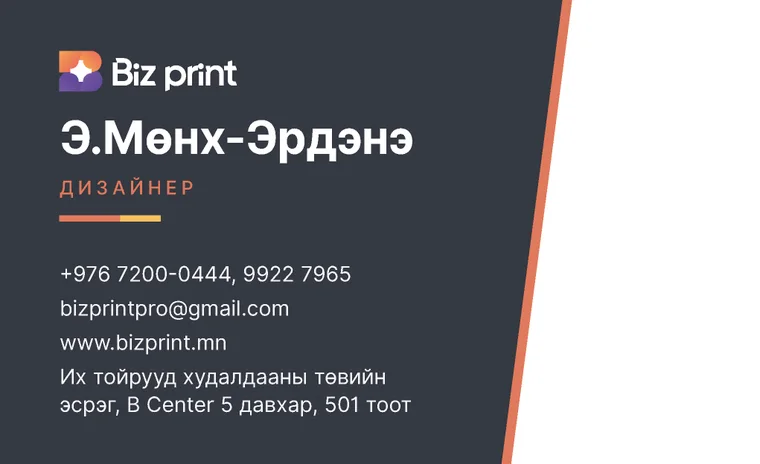 Biz print
Э.Мөнх-Эрдэнэ
ДИЗАЙНЕР
+976 7200-0444, 9922 7965
bizprintpro@gmail.com
www.bizprint.mn
Их тойрууд худалдааны төвийн
эсрэг, B Center 5 давхар, 501 тоот